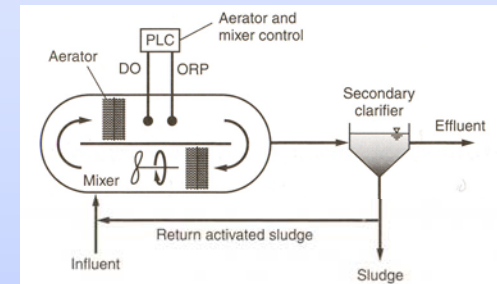 Aerator and
mixer control
PLC
Aerator
DO
ORP
Secondary
clarifier
Effluent
Mixer
Return activated sludge
Influent
Sludge